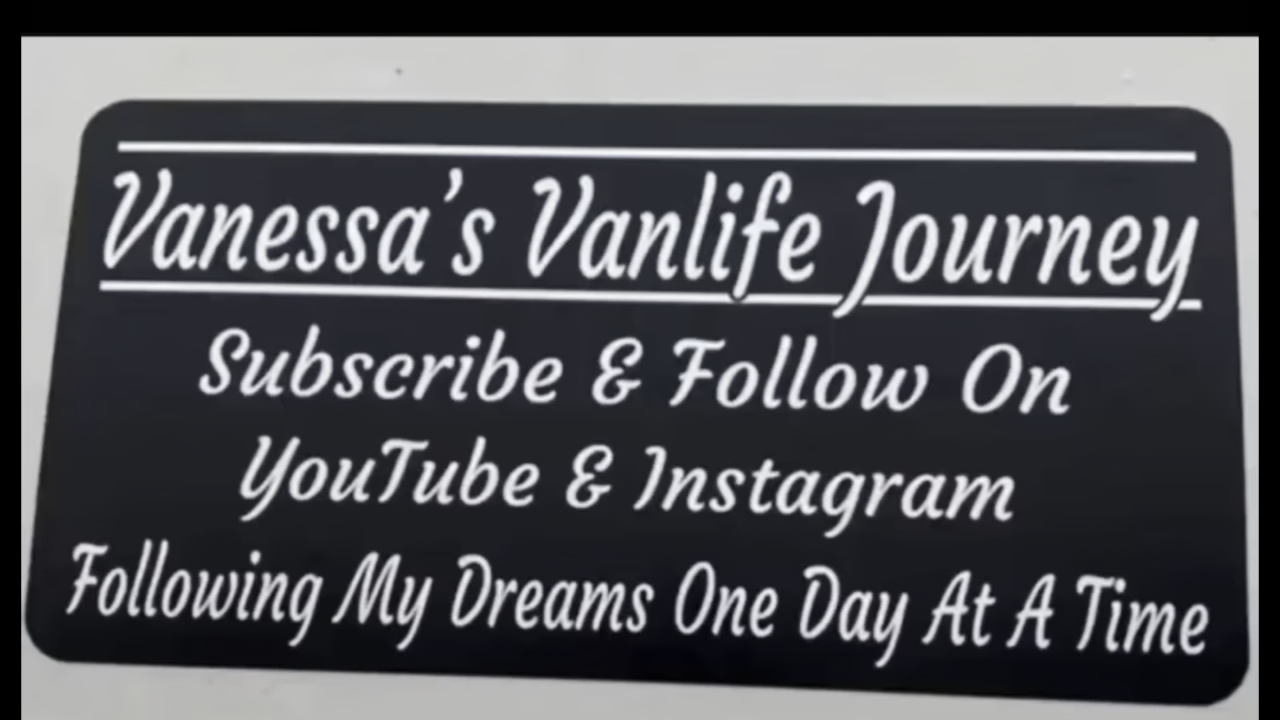 Vanessa's Vanlife Journey
Subscribe & Follow On
YouTube & Instagram
Following My Dreams One Day At A Time